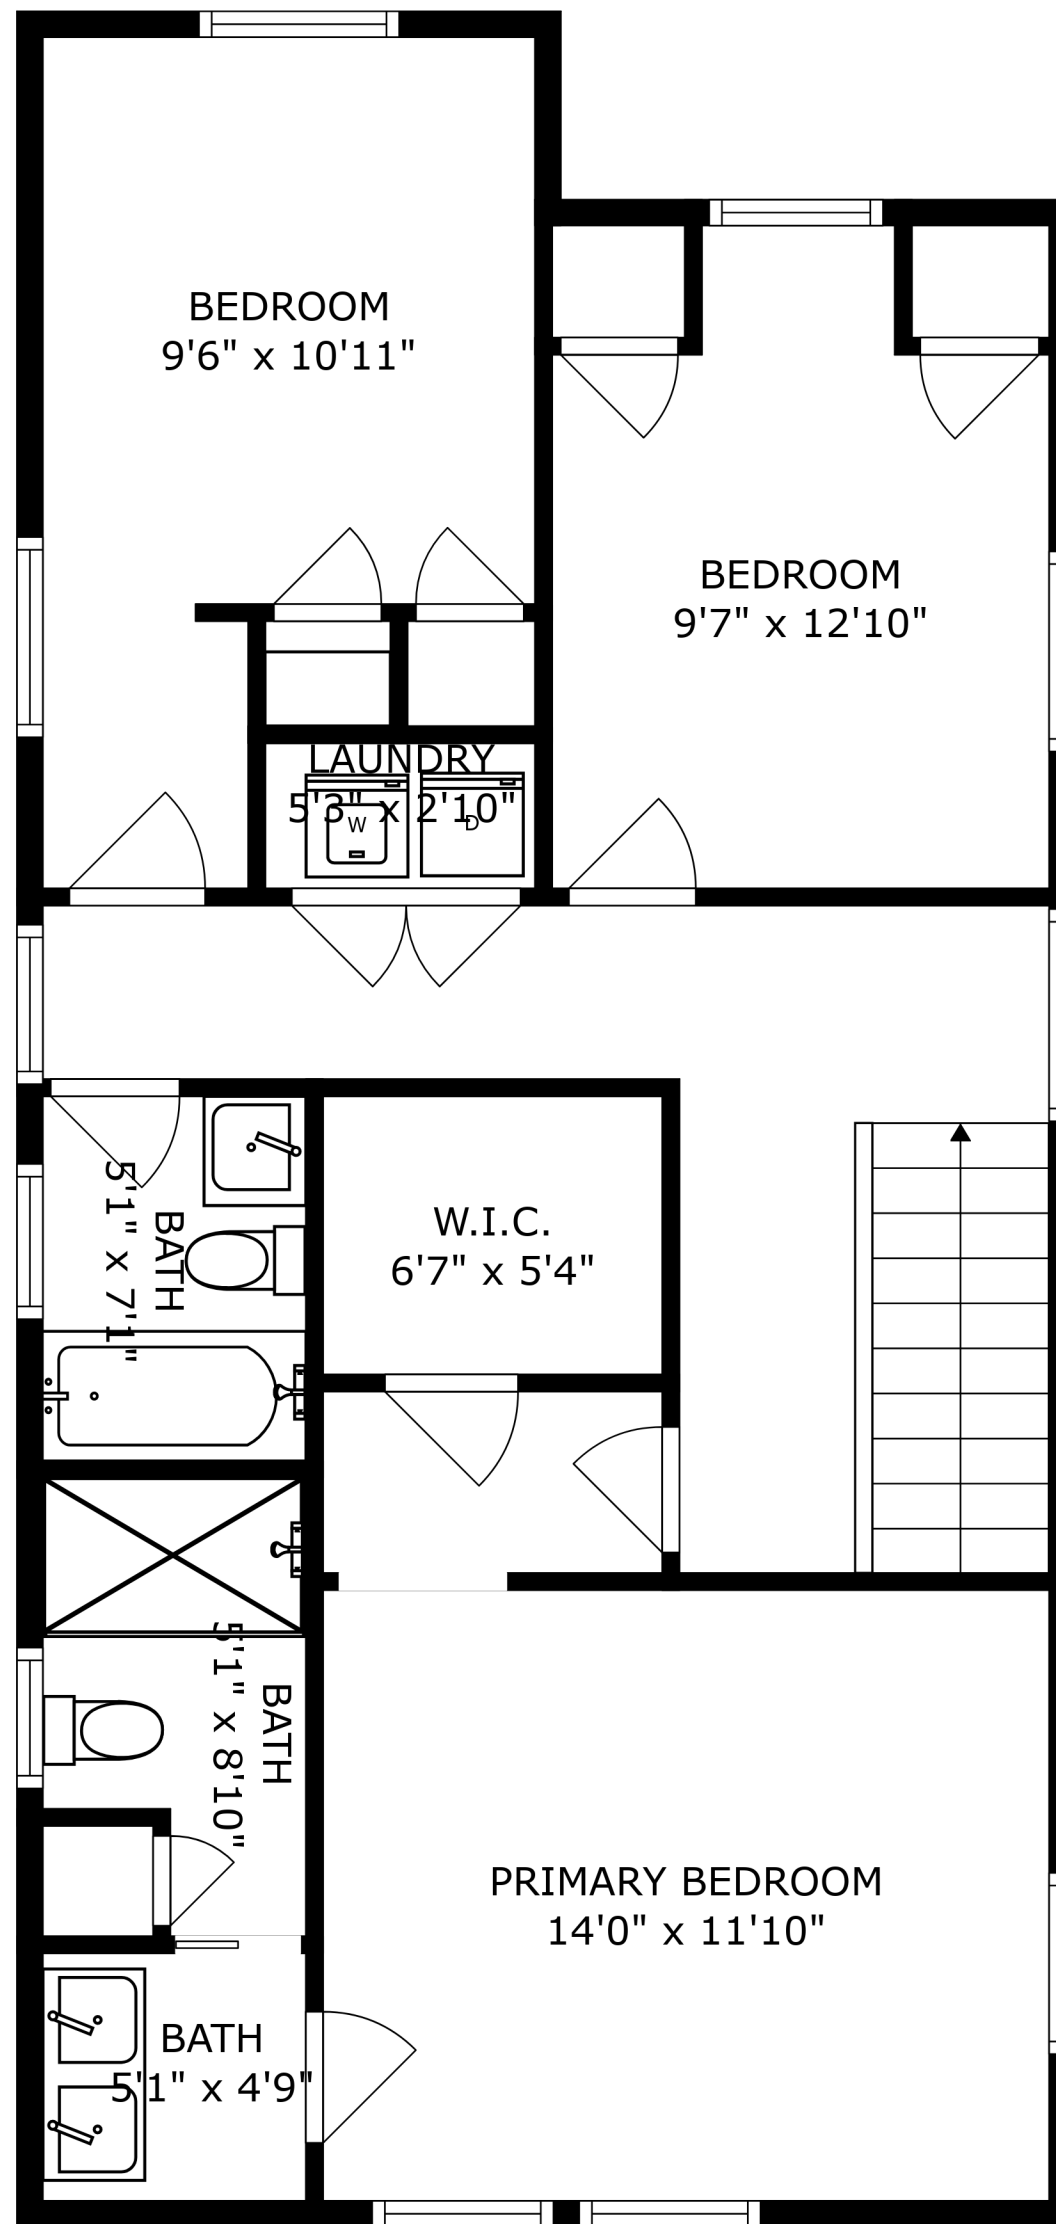 BEDROOM
9'6" x 10'11"
BEDROOM
9'7" x 12'10"
LAUNDRY
5'3" x 2'10"
W
D
W.I.C.
6'7" x 5'4"
BATH
5'1" x 7'1"
BATH
5'1" x 8'10"
PRIMARY BEDROOM
14'0" x 11'10"
BATH
5'1" x 4'9"